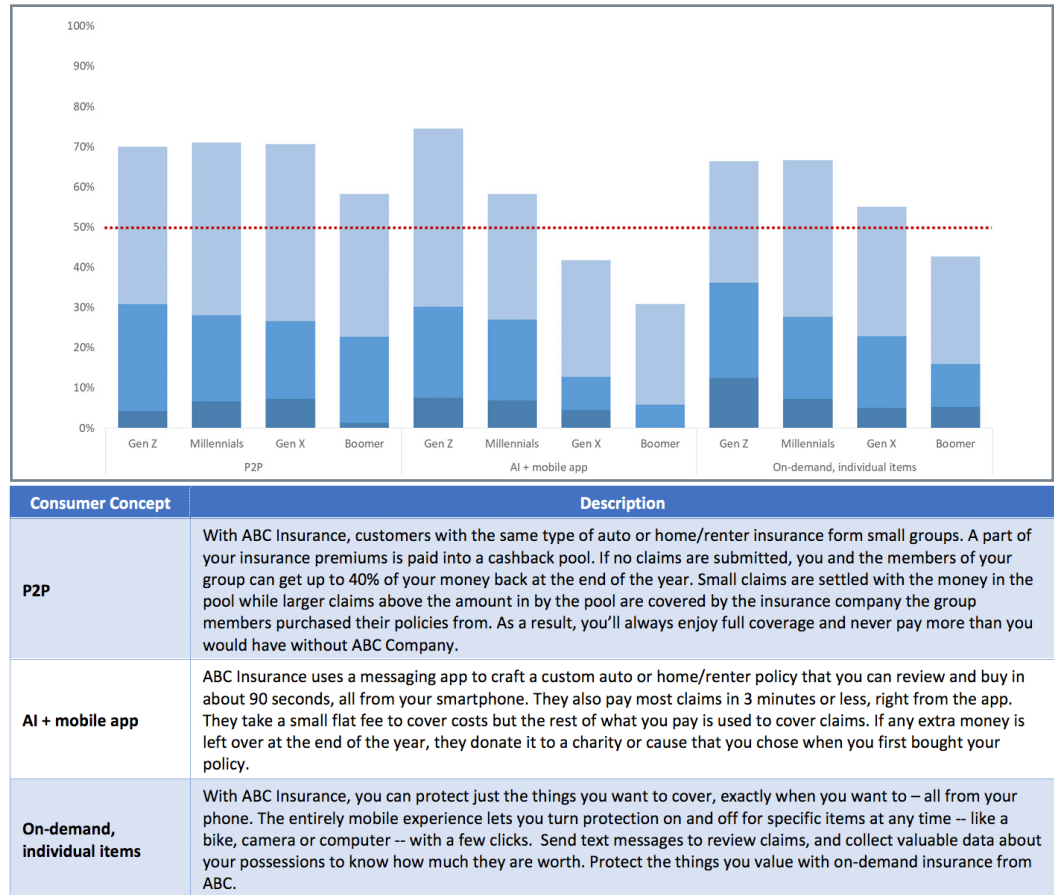 100%
90%
80%
70%
60%
50%
40%
30%
20%
10%
0%
Gen Z Millennials Gen X Boomer Gen Z Millennials Gen X Boomer Gen Z Millennials Gen X Boomer
P2P AI + mobile app On-demand, individual items
Consumer Concept Description
P2P
With ABC Insurance, customers with the same type of auto or home/renter insurance form small groups. A part
of your insurance premiums is paid into a cashback pool. If no claims are submitted, you and the members of your
group can get up to 40% of your money back at the end of the year. Small claims are settled with the money in the
pool while larger claims above the amount in by the pool are covered by the insurance company the group
members purchased their policies from. As a result, you’ll always enjoy full coverage and never pay more than you
would have without ABC Company.
AI + mobile app
ABC Insurance uses a messaging app to craft a custom auto or home/renter policy that you can review and buy in
about 90 seconds, all from your smartphone. They also pay most claims in 3 minutes or less, right from the app.
They take a small flat fee to cover costs but the rest of what you pay is used to cover claims. If any extra money is
left over at the end of the year, they donate it to a charity or cause that you chose when you first bought your
policy.
On-demand,
individual items
With ABC Insurance, you can protect just the things you want to cover, exactly when you want to – all from your
phone. The entirely mobile experience lets you turn protection on and off for specific items at any time -- like a
bike, camera or computer -- with a few clicks.  Send text messages to review claims, and collect valuable data about
your possessions to know how much they are worth. Protect the things you value with on-demand insurance from
ABC.